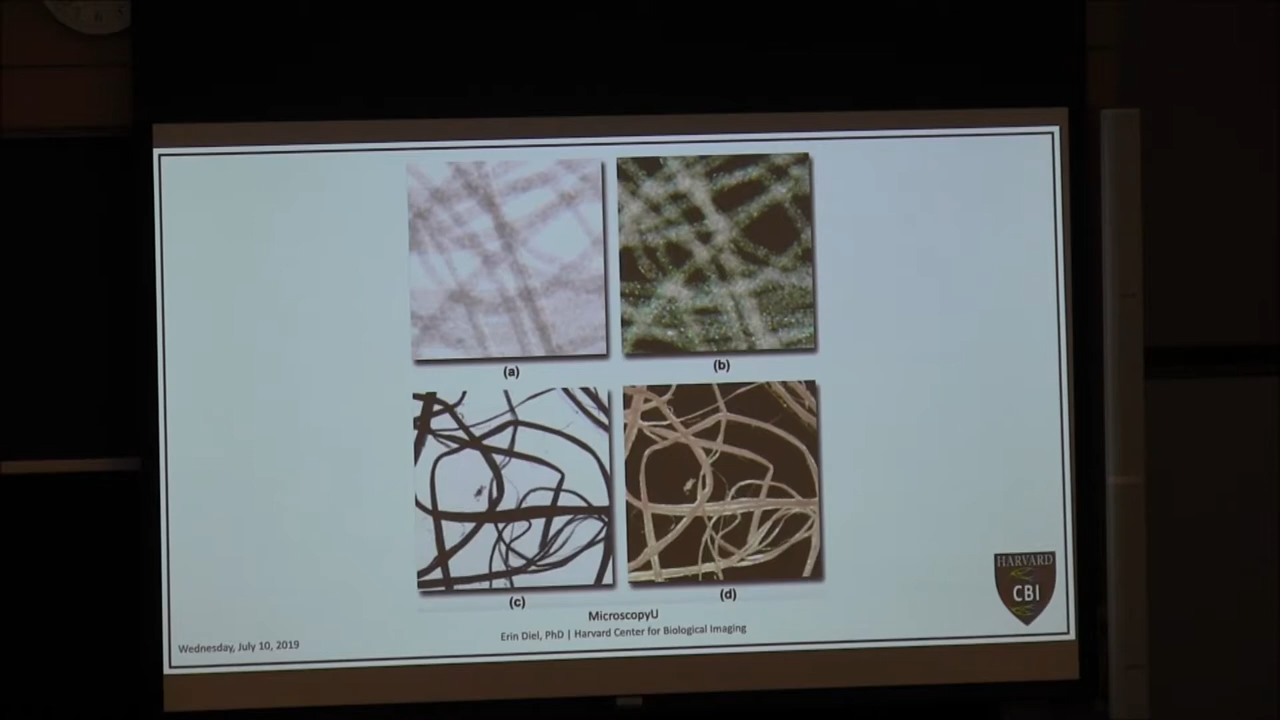 (a)
(b)
(c)
(d)
MicroscopyU
Erin Diel, PhD | Harvard Center for Biological Imaging
Wednesday, July 10, 2019
HARVARD
CBI